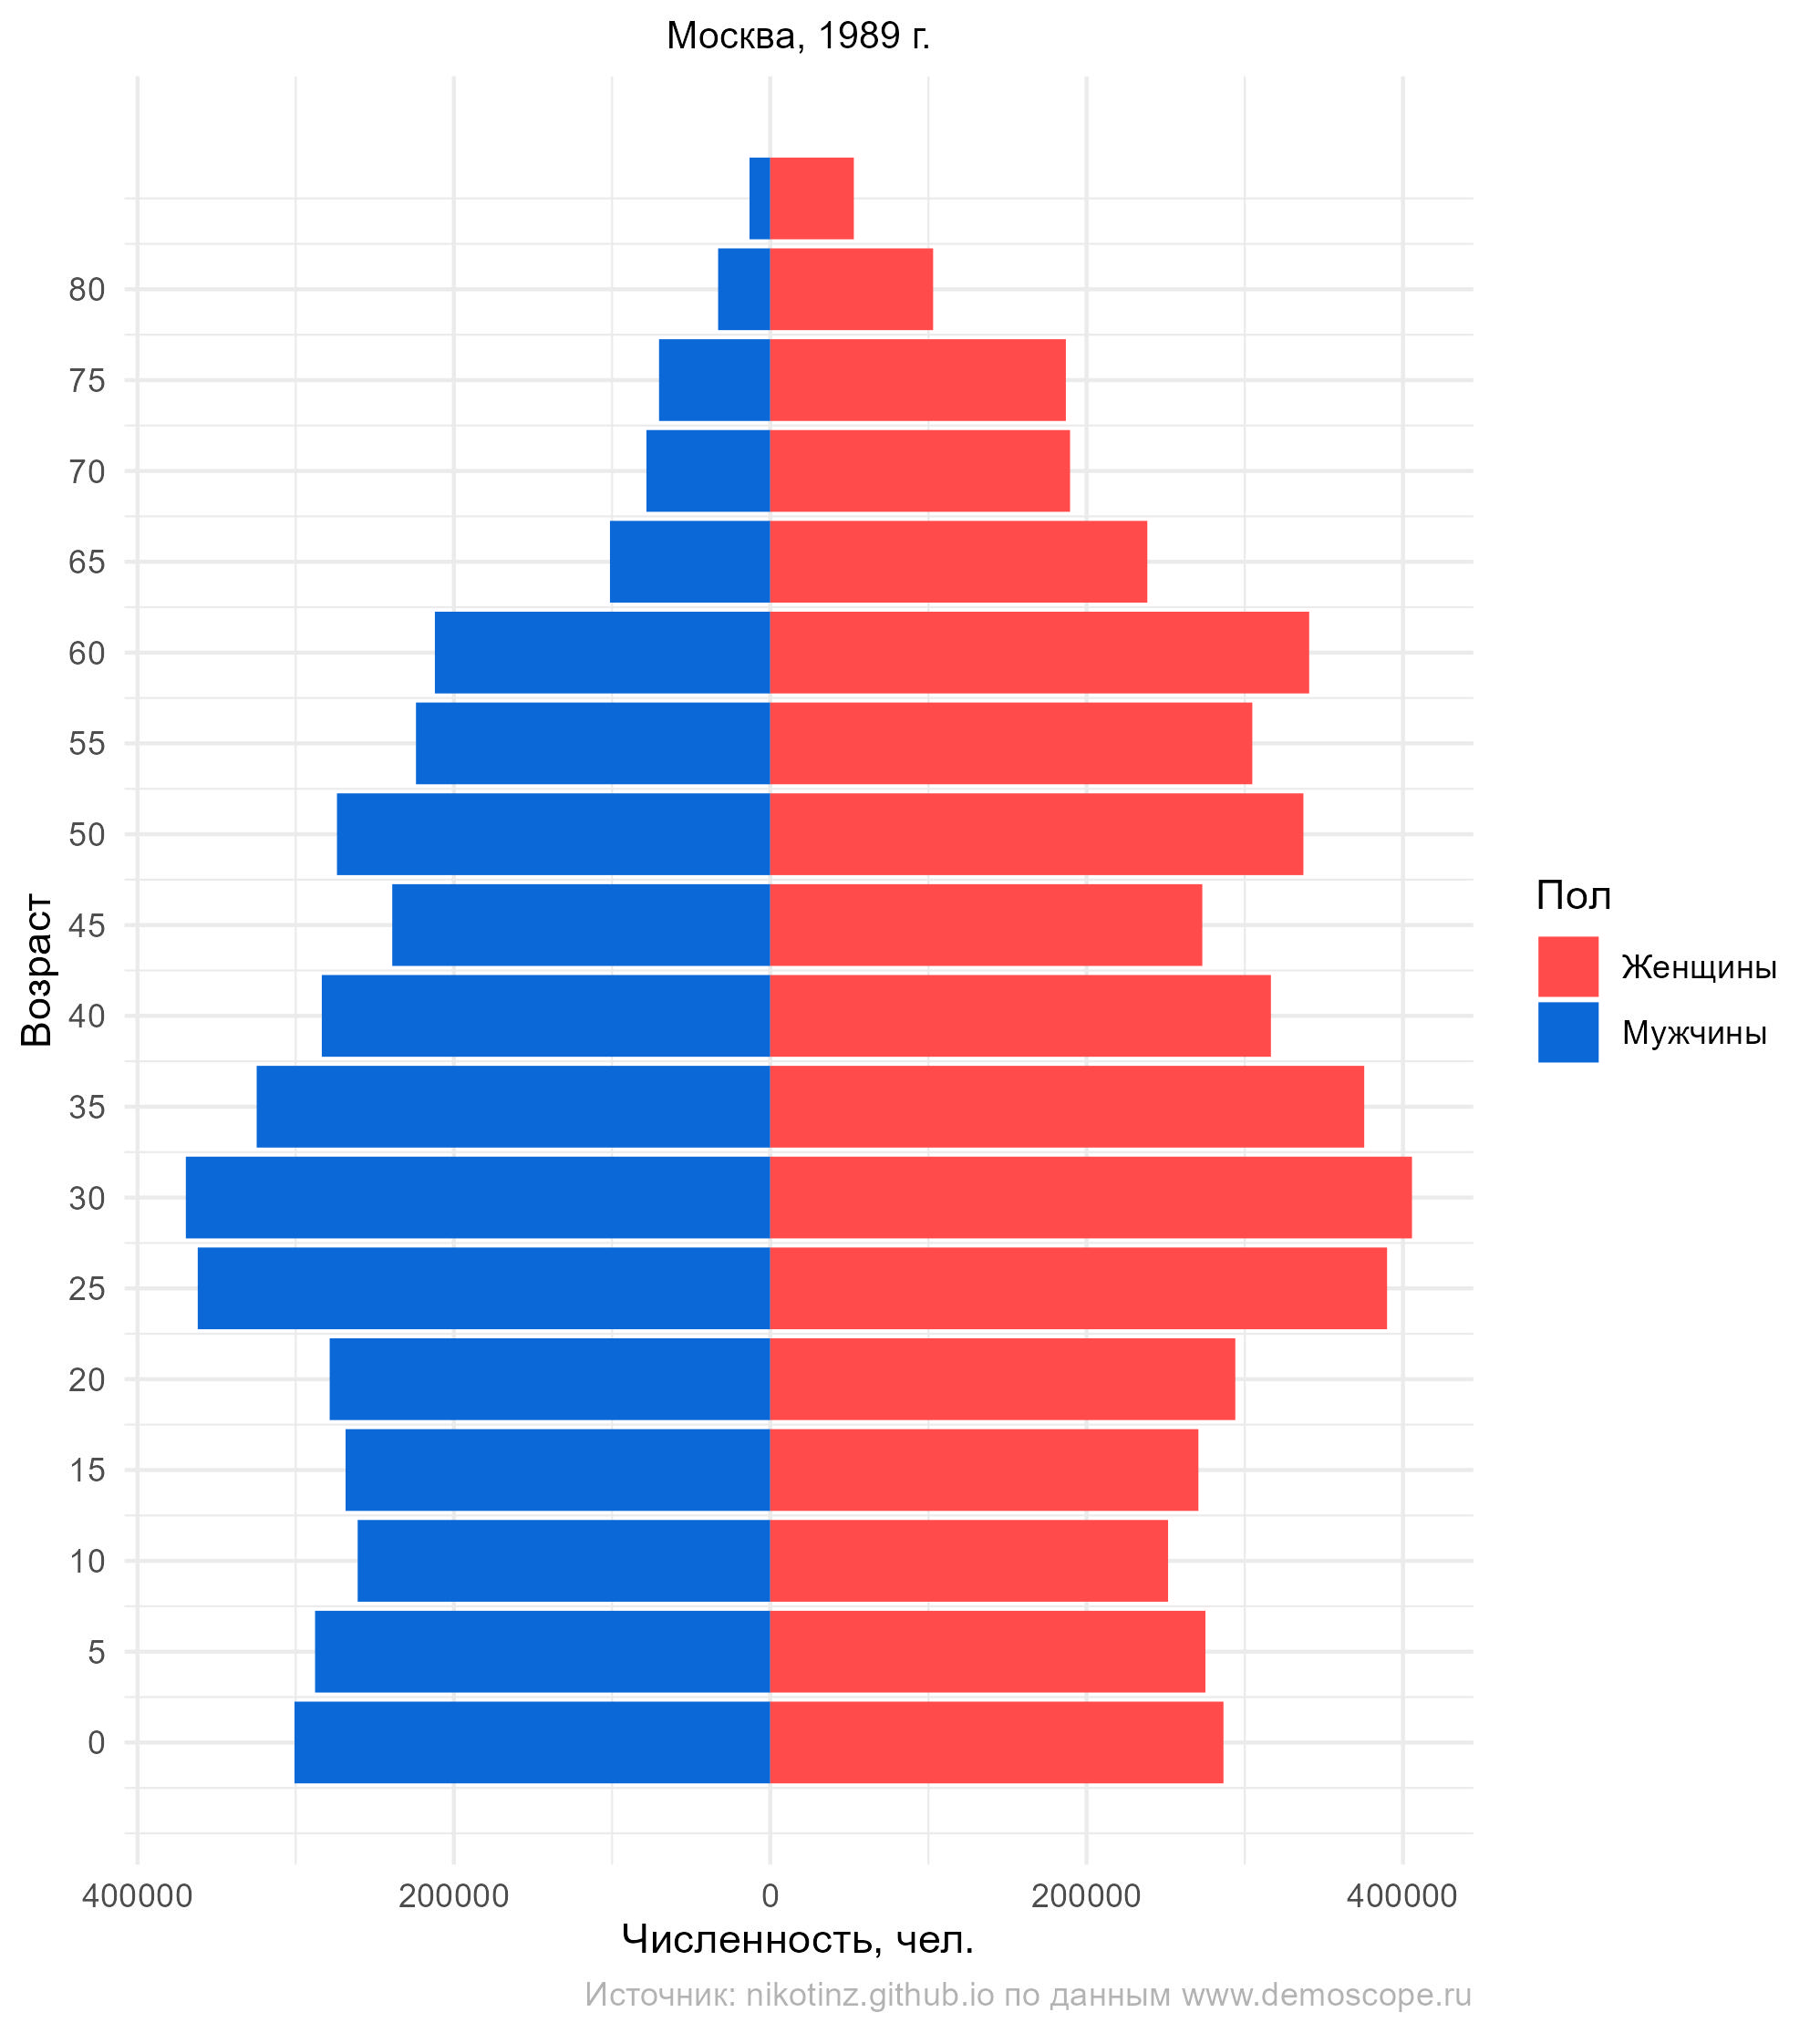 Москва, 1989 г.
80
75
70
65
60
55
50
45
40
35
30
25
20
15
10
5
0
Возраст
400000 200000 0 200000 400000
Численность, чел.
Пол
Женщины
Мужчины
Источник: nikotinz.github.io по данным www.demoscope.ru